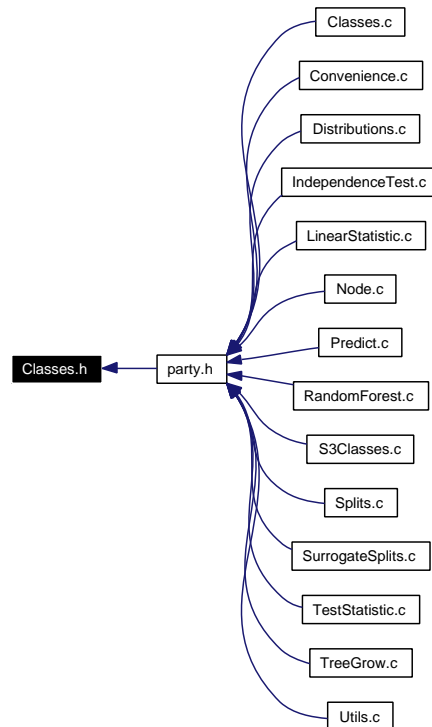 Classes.c
Convenience.c
Distributions.c
IndependenceTest.c
LinearStatistic.c
Node.c
Predict.c
Classes.h
party.h
RandomForest.c
S3Classes.c
Splits.c
SurrogateSplits.c
TestStatistic.c
TreeGrow.c
Utils.c